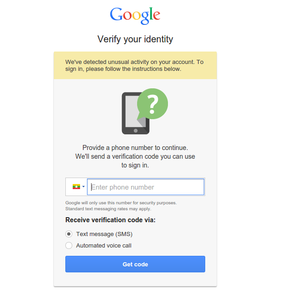 Google
Verify your identity
We've detected unusual activity on your account. To
sign in, please follow the instructions below.
?
Provide a phone number to continue.
We'll send a verification code you can use
to sign in.
Enter phone number
Google will only use this number for security purposes.
Standard text messaging rates may apply.
Receive verification code via:
Text message (SMS)
Automated voice call
Get code